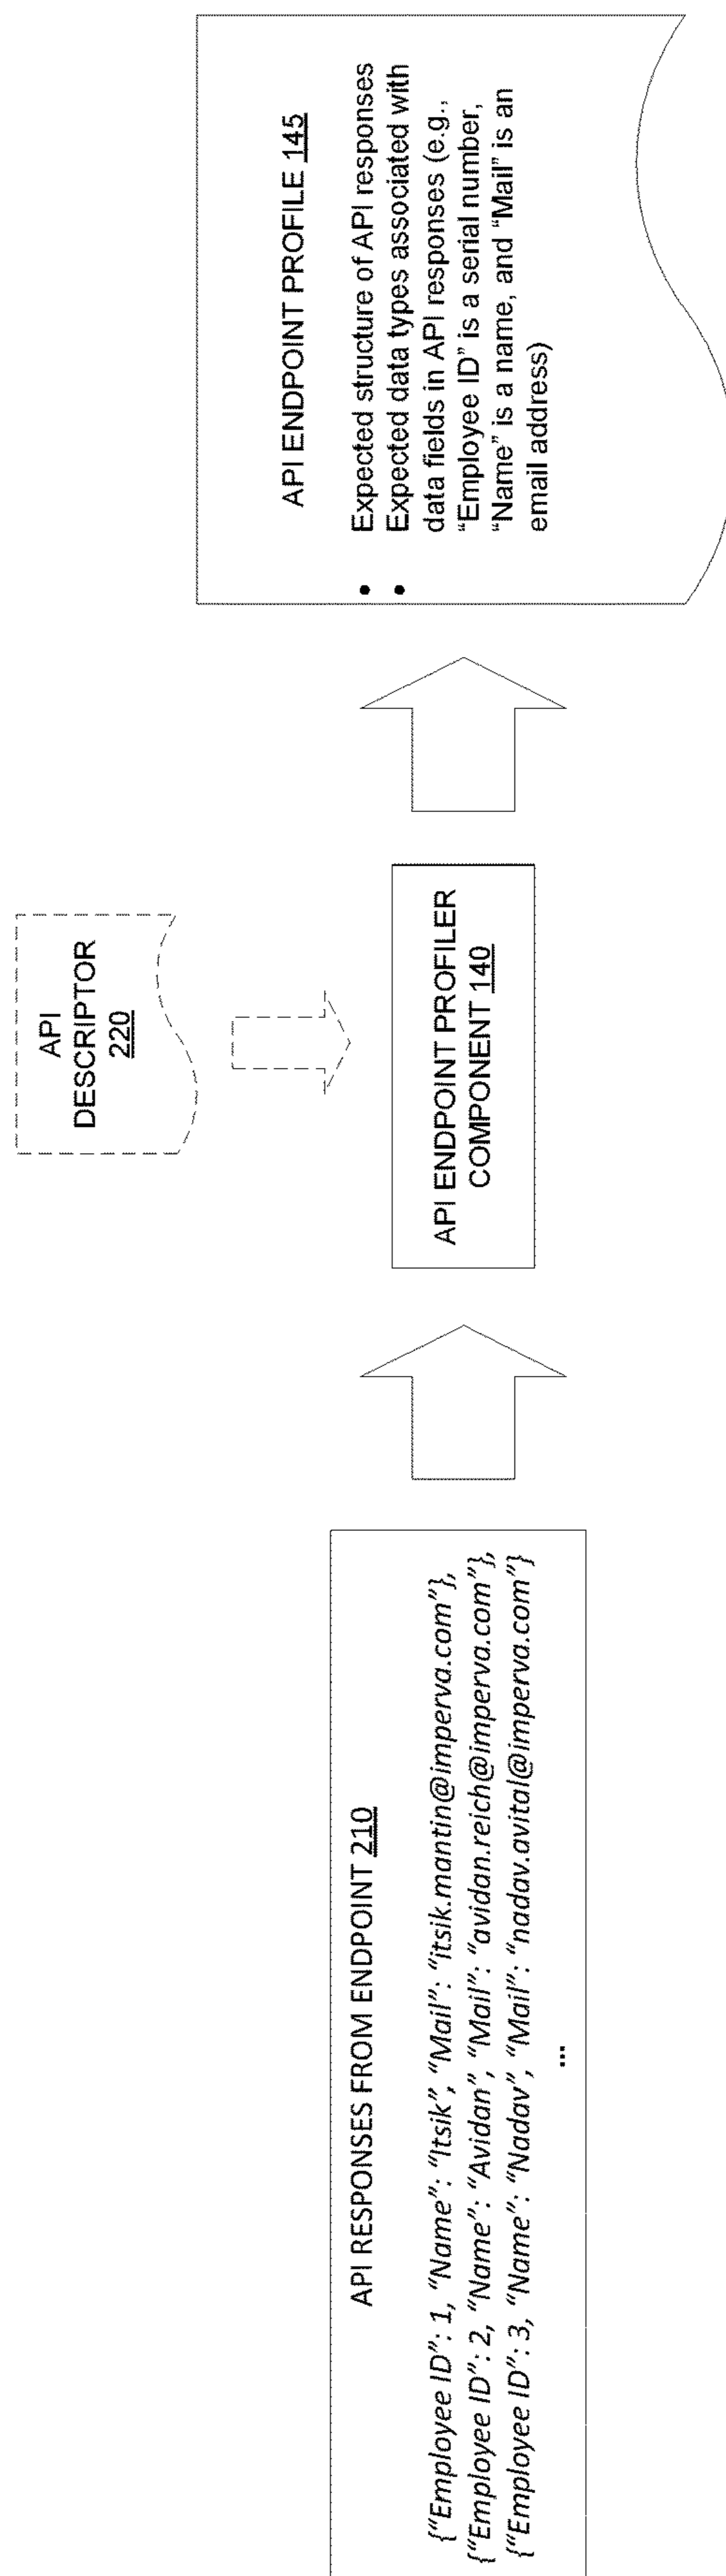 API RESPONSES FROM ENDPOINT 210
{“Employee ID”: 1, “Name”: “Itsik”, “Mail”: “itsik.mantin@imperva.com”},
{“Employee ID”: 2, “Name”: “Avidan”, “Mail”: “avidan.reich@imperva.com”},
{“Employee ID”: 3, “Name”: “Nadav”, “Mail”: “nadav.avital@imperva.com”}
...
API
DESCRIPTOR
220
API ENDPOINT PROFILER
COMPONENT 140
API ENDPOINT PROFILE 145
• Expected structure of API responses
• Expected data types associated with
data fields in API responses (e.g.,
“Employee ID” is a serial number,
“Name” is a name, and “Mail” is an
email address)